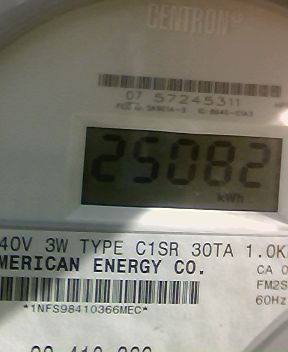 CENTRON®
07 57245311
25082
kWh
40V 3W TYPE C1SR 30TA 1.0K
MERICAN ENERGY CO.
CA 0
FM2S
60Hz
*1NFS98410366MEC*